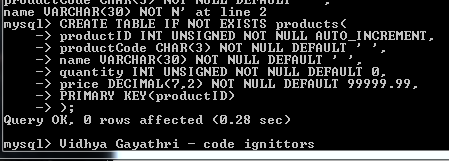 productCode CHAR(3) NOT NULL DEFAULT ' ',
name VARCHAR(30) NOT N' at line 2
mysql> CREATE TABLE IF NOT EXISTS products(
-> productID INT UNSIGNED NOT NULL AUTO_INCREMENT,
-> productCode CHAR(3) NOT NULL DEFAULT ' ',
-> name VARCHAR(30) NOT NULL DEFAULT ' ',
-> quantity INT UNSIGNED NOT NULL DEFAULT 0,
-> price DECIMAL(7,2) NOT NULL DEFAULT 99999.99,
-> PRIMARY KEY(productID)
-> );
Query OK, 0 rows affected (0.28 sec)
mysql> Vidhya Gayathri - code ignittors